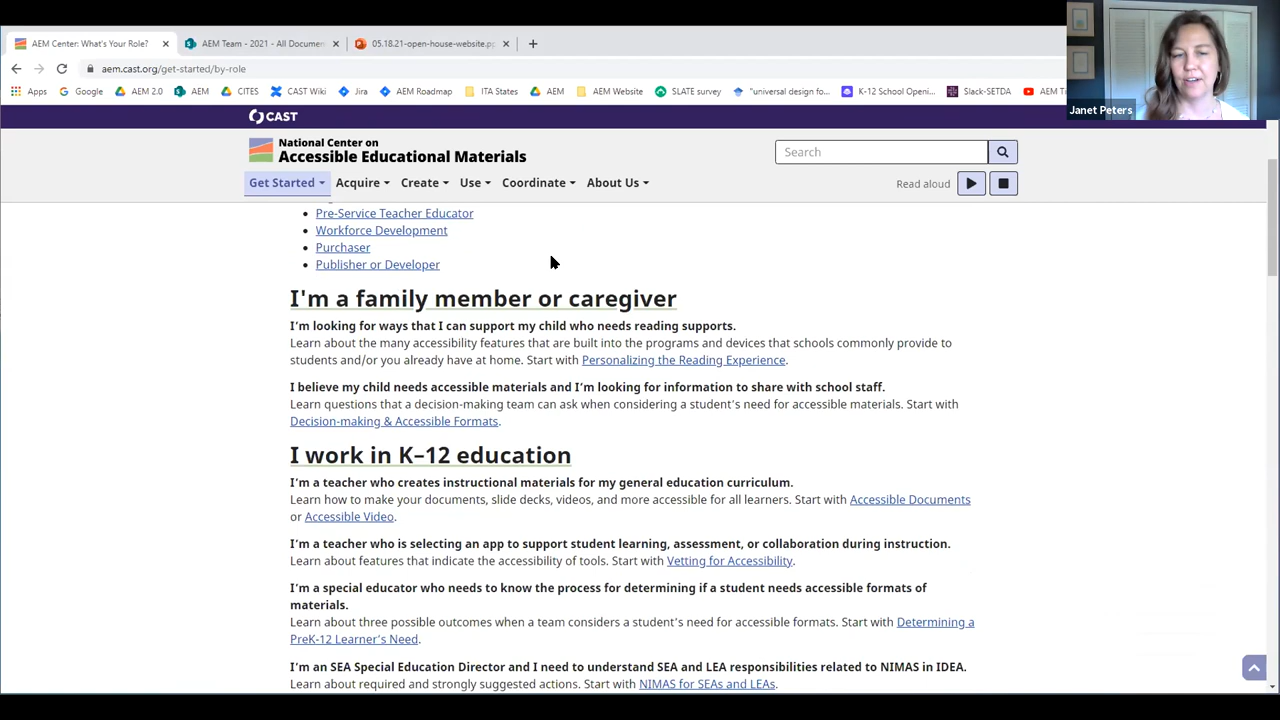 AEM Center: What's Your Role?
AEM Team - 2021 - All Documen
05.18.21-open-house-website.pp
aem.cast.org/get-started/by-role
Apps
Google
AEM 2.0
CITES
AEM
CAST Wiki
Jira
AEM Roadmap
ITA States
AEM
AEM Website
SLATE survey
"universal design fo...
K-12 School Openi...
Slack-SETDA
AEM Ti
Janet Peters
CAST
National Center on
Accessible Educational Materials
Search
Get Started
Acquire
Create
Use
Coordinate
About Us
Read aloud
Pre-Service Teacher Educator
Workforce Development
Purchaser
Publisher or Developer
I'm a family member or caregiver
I'm looking for ways that I can support my child who needs reading supports.
Learn about the many accessibility features that are built into the programs and devices that schools commonly provide to
students and/or you already have at home. Start with Personalizing the Reading Experience.
I believe my child needs accessible materials and I'm looking for information to share with school staff.
Learn questions that a decision-making team can ask when considering a student's need for accessible materials. Start with
Decision-making & Accessible Formats.
I work in K–12 education
I'm a teacher who creates instructional materials for my general education curriculum.
Learn how to make your documents, slide decks, videos, and more accessible for all learners. Start with Accessible Documents
or Accessible Video.
I'm a teacher who is selecting an app to support student learning, assessment, or collaboration during instruction.
Learn about features that indicate the accessibility of tools. Start with Vetting for Accessibility.
I'm a special educator who needs to know the process for determining if a student needs accessible formats of
materials.
Learn about three possible outcomes when a team considers a student's need for accessible formats. Start with Determining a
PreK-12 Learner's Need.
I'm an SEA Special Education Director and I need to understand SEA and LEA responsibilities related to NIMAS in IDEA.
Learn about required and strongly suggested actions. Start with NIMAS for SEAs and LEAs.